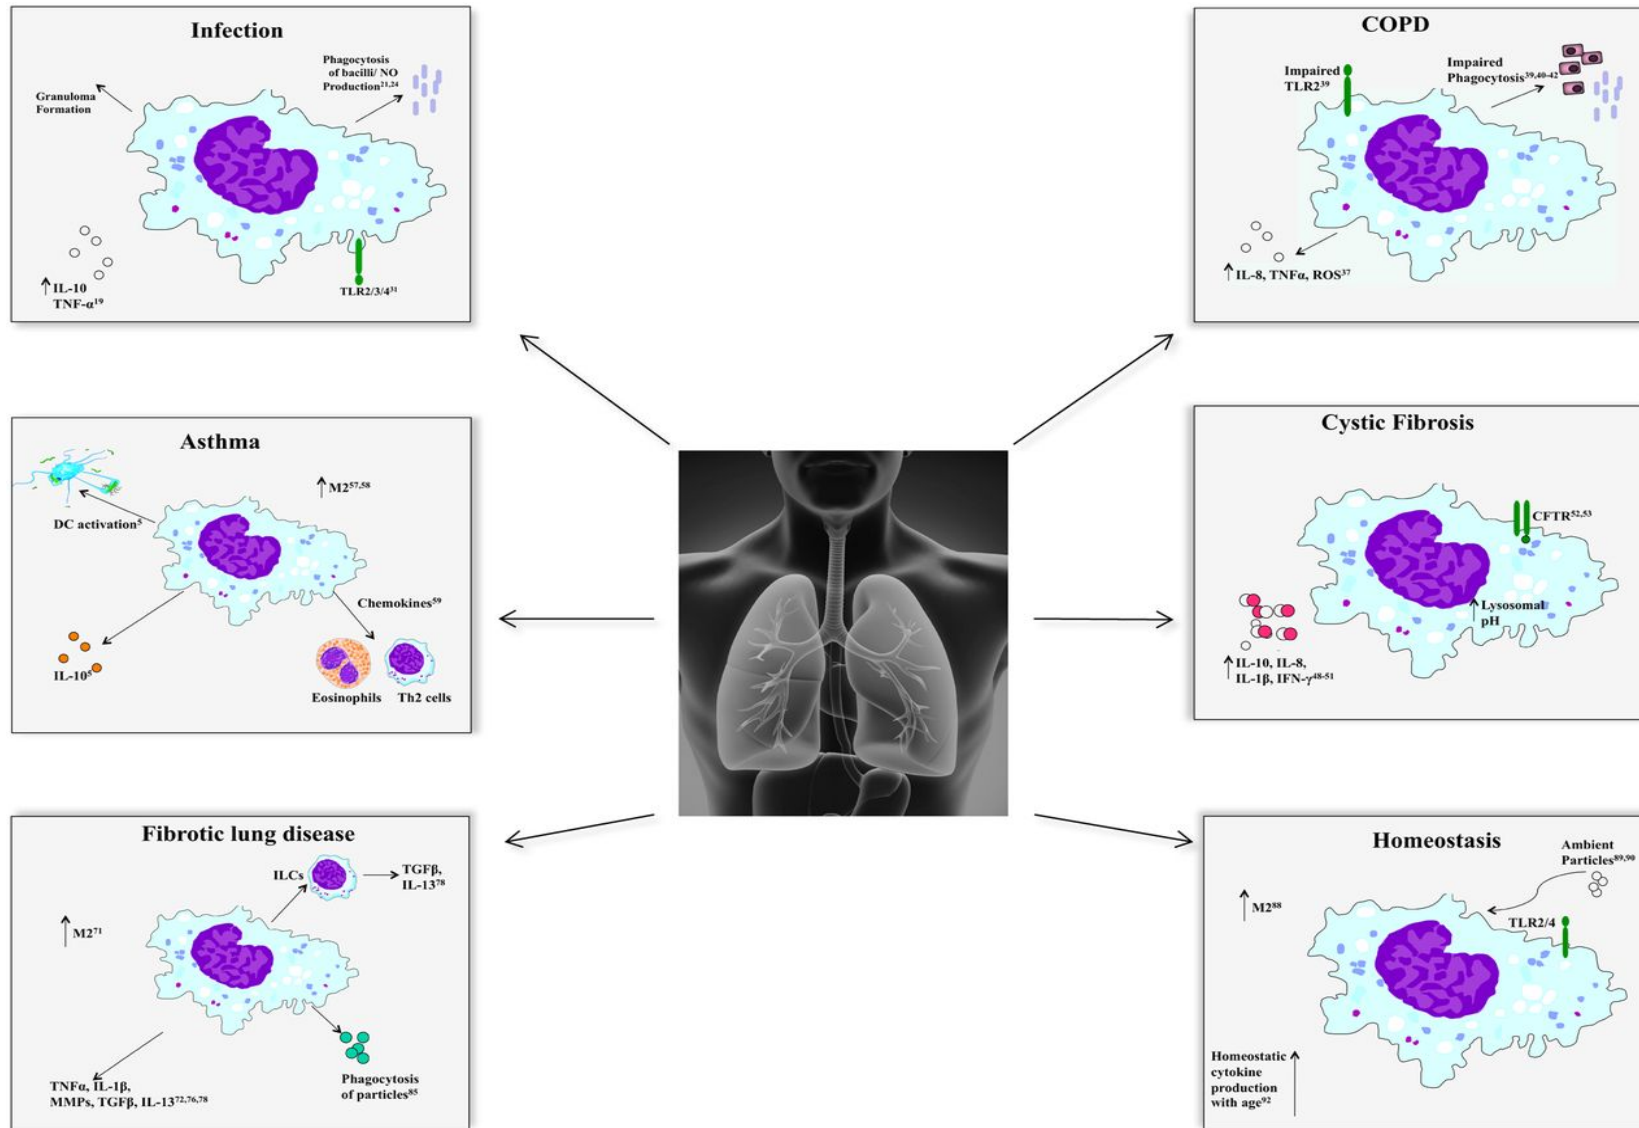 Infection
Granuloma
Formation
Phagocytosis
of bacilli/ NO
Production21,24
↑ IL-10
TNF-α19
TLR2/3/431
COPD
Impaired
TLR239
Impaired
Phagocytosis39,40-42
↑ IL-8, TNFα, ROS37
Asthma
DC activation5
↑ M257,58
Chemokines59
IL-105
Eosinophils
Th2 cells
Cystic Fibrosis
CFTR52,53
↑ Lysosomal
pH
↑ IL-10, IL-8,
IL-1β, IFN-γ48-51
Fibrotic lung disease
ILCs
TGFβ,
IL-1378
↑ M271
TNFα, IL-1β,
MMPs, TGFβ, IL-1372,76,78
Phagocytosis
of particles85
Homeostasis
Ambient
Particles89,90
↑ M288
TLR2/4
Homeostatic
cytokine
production
with age92